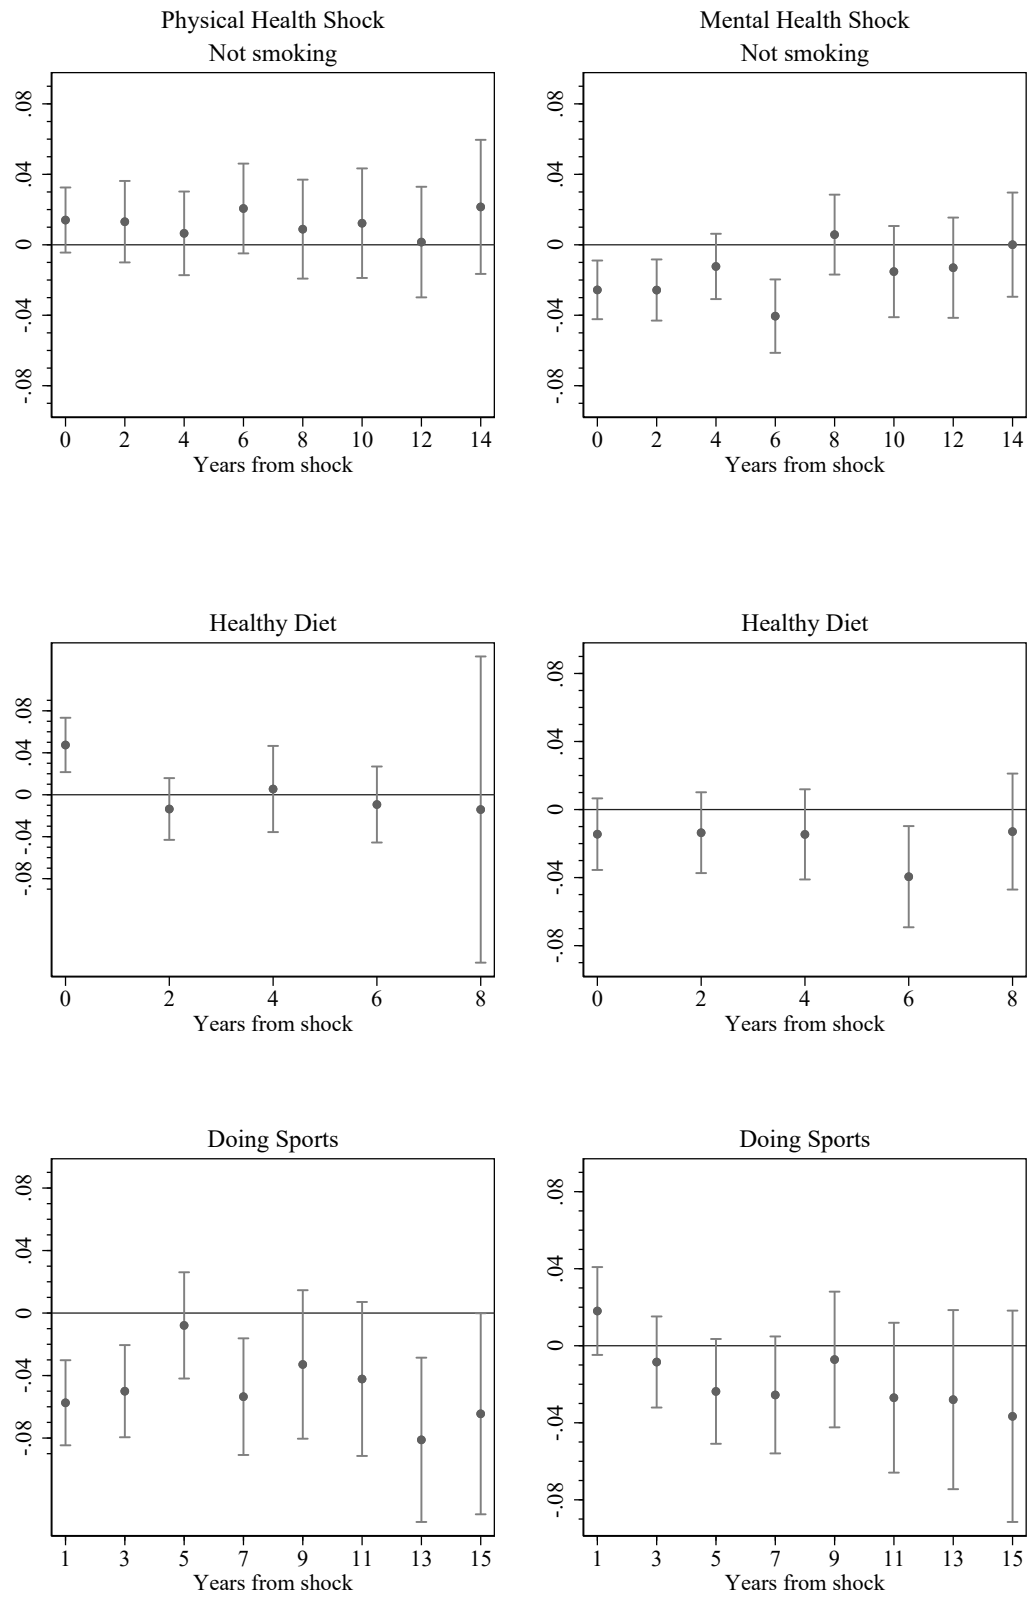 Physical Health Shock
Not smoking
.08
.04
0
-.04
-.08
0 2 4 6 8 10 12 14
Years from shock
Mental Health Shock
Not smoking
.08
.04
0
-.04
-.08
0 2 4 6 8 10 12 14
Years from shock
Healthy Diet
.08
.04
0
-.04
-.08
0 2 4 6 8
Years from shock
Healthy Diet
.08
.04
0
-.04
-.08
0 2 4 6 8
Years from shock
Doing Sports
.08
.04
0
-.04
-.08
1 3 5 7 9 11 13 15
Years from shock
Doing Sports
.08
.04
0
-.04
-.08
1 3 5 7 9 11 13 15
Years from shock